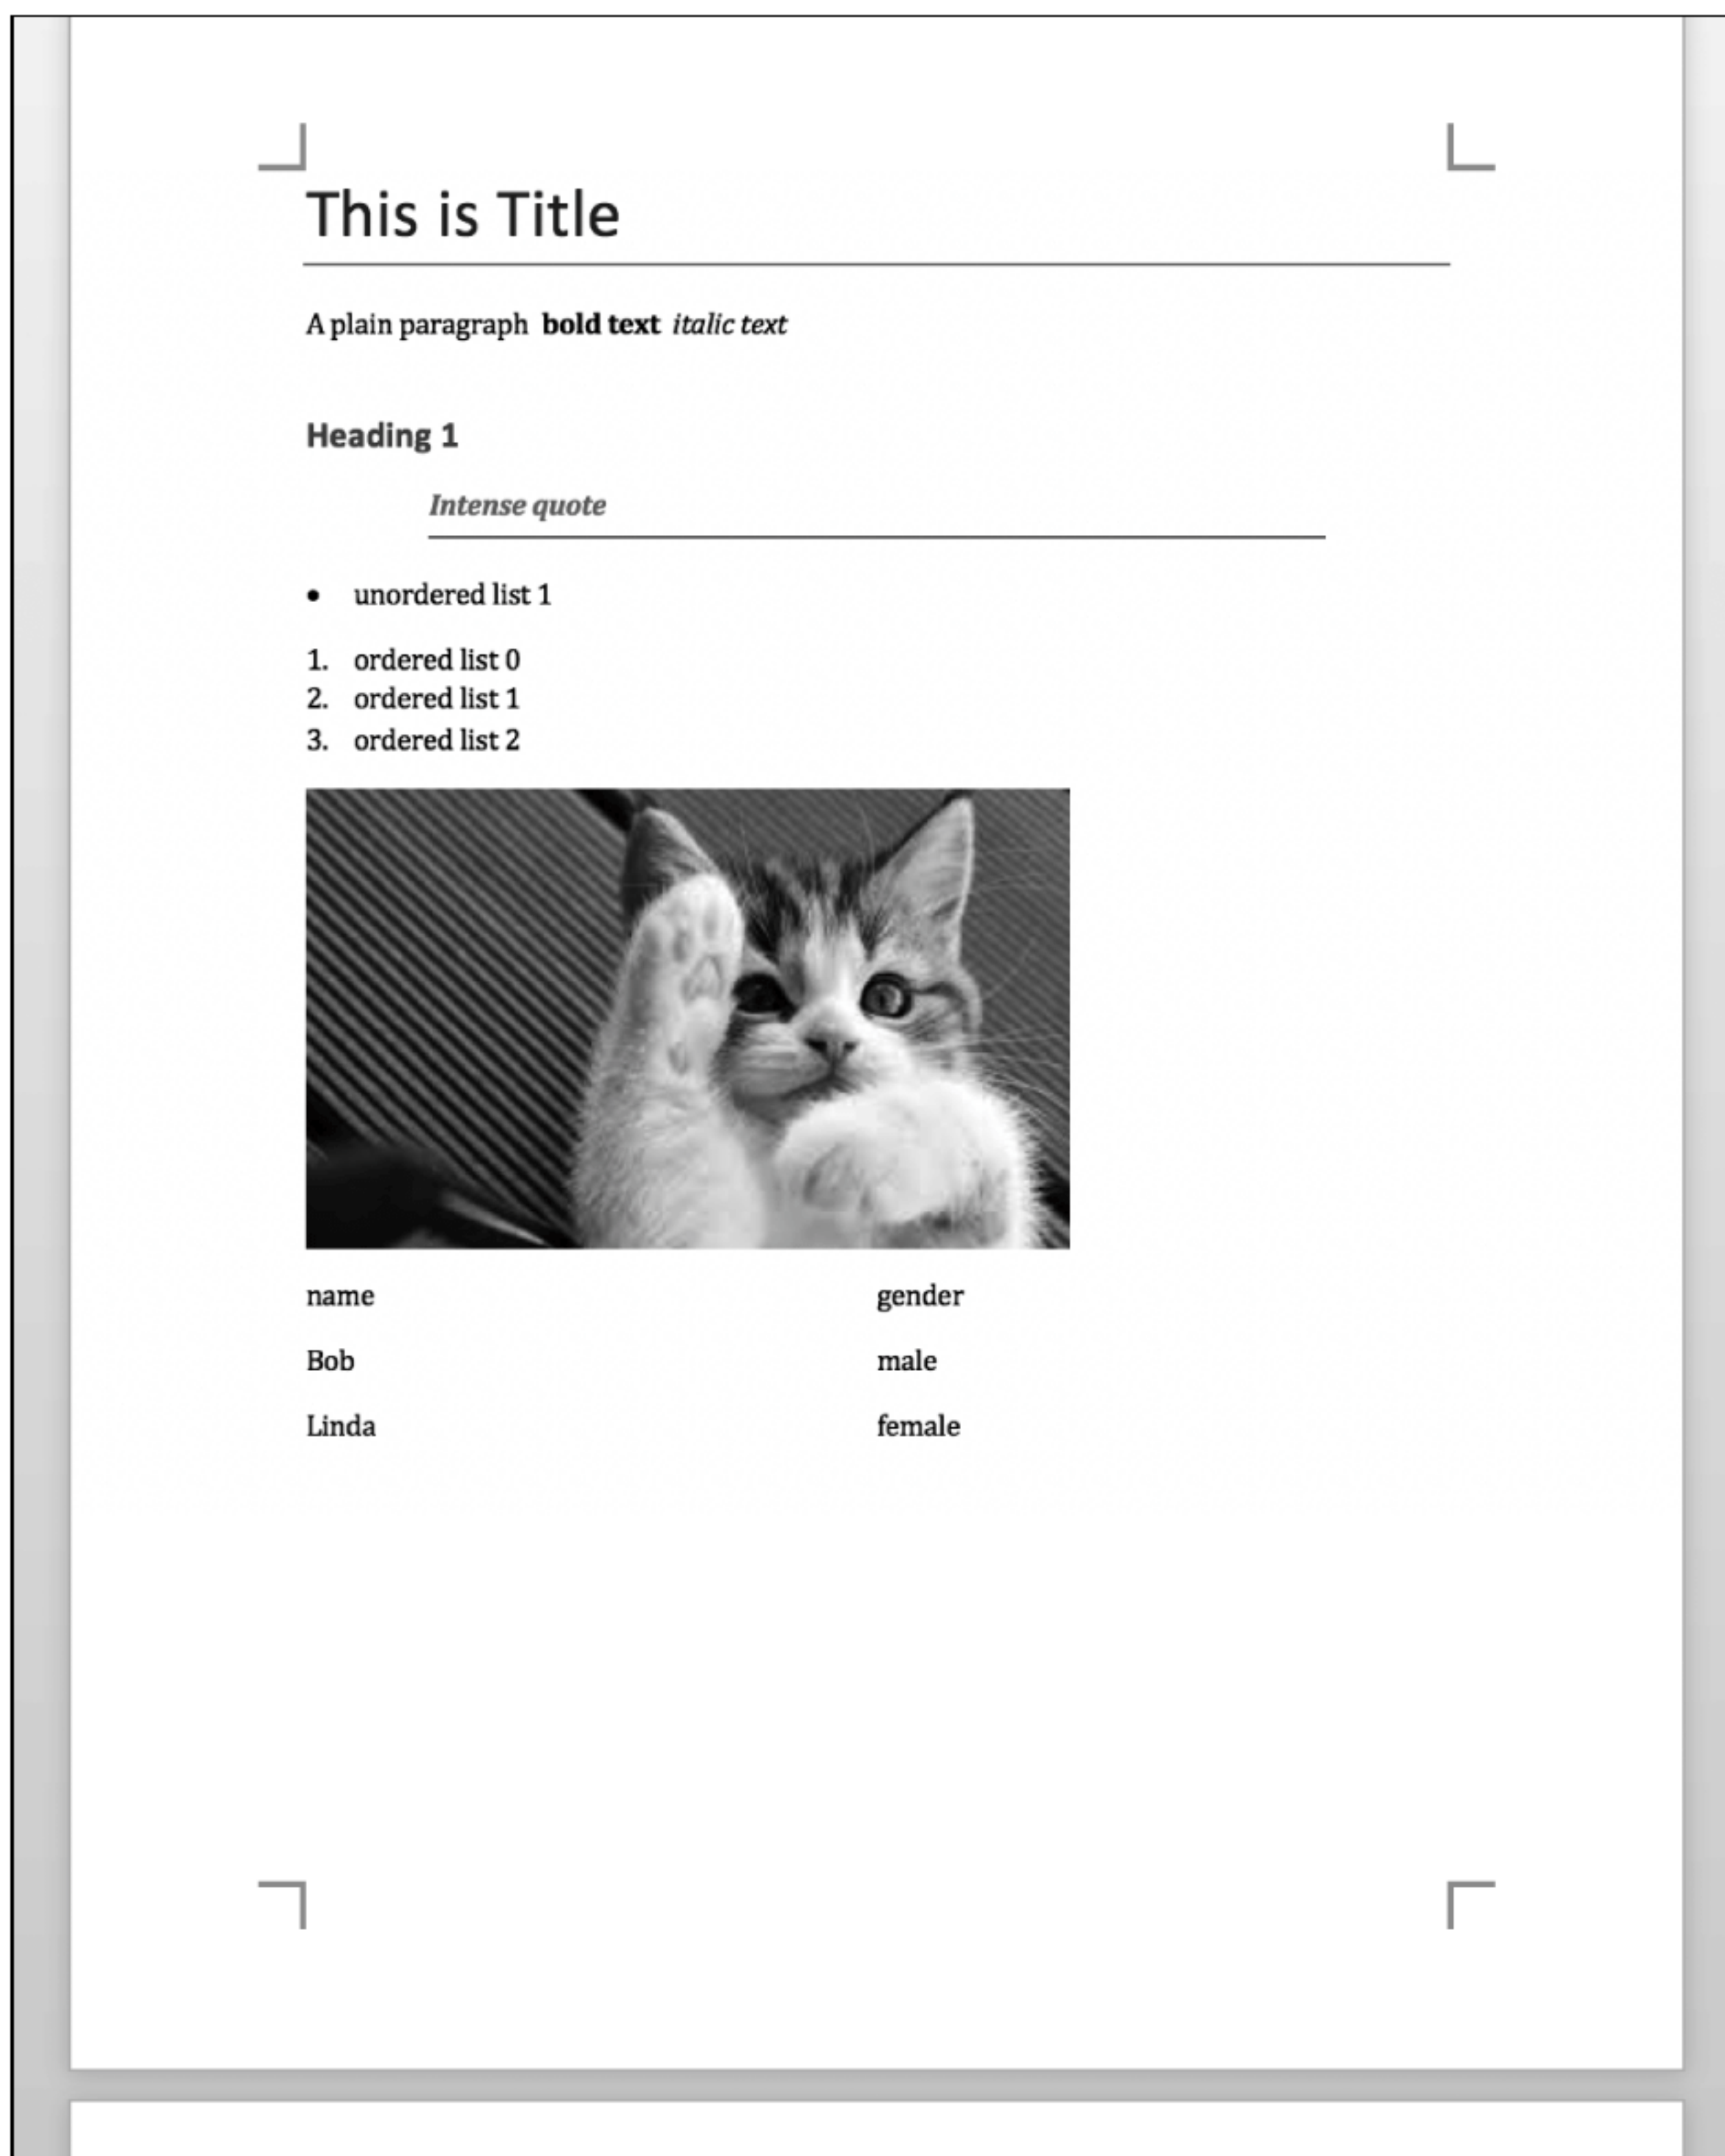 This is Title
A plain paragraph bold text italic text
Heading 1
Intense quote
• unordered list 1
1. ordered list 0
2. ordered list 1
3. ordered list 2
name gender
Bob male
Linda female